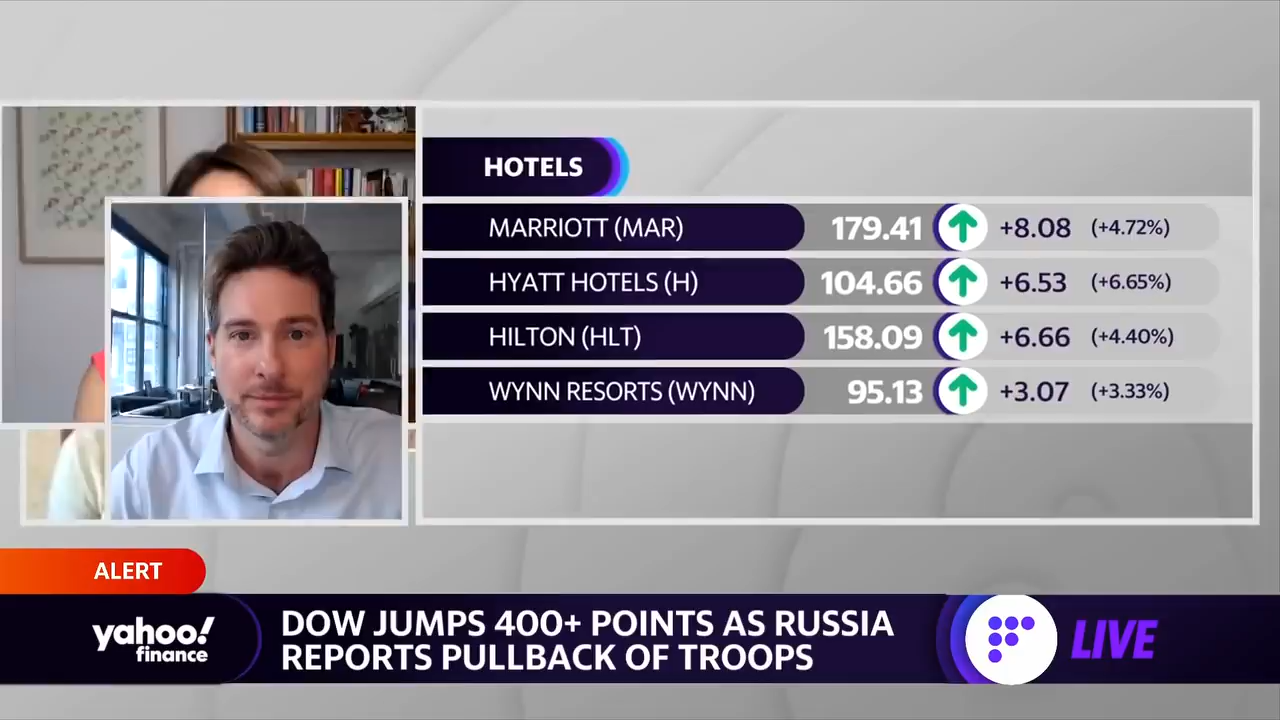 HOTELS
MARRIOTT (MAR) 179.41 +8.08 (+4.72%)
HYATT HOTELS (H) 104.66 +6.53 (+6.65%)
HILTON (HLT) 158.09 +6.66 (+4.40%)
WYNN RESORTS (WYNN) 95.13 +3.07 (+3.33%)
ALERT
yahoo!
finance
DOW JUMPS 400+ POINTS AS RUSSIA
REPORTS PULLBACK OF TROOPS
LIVE